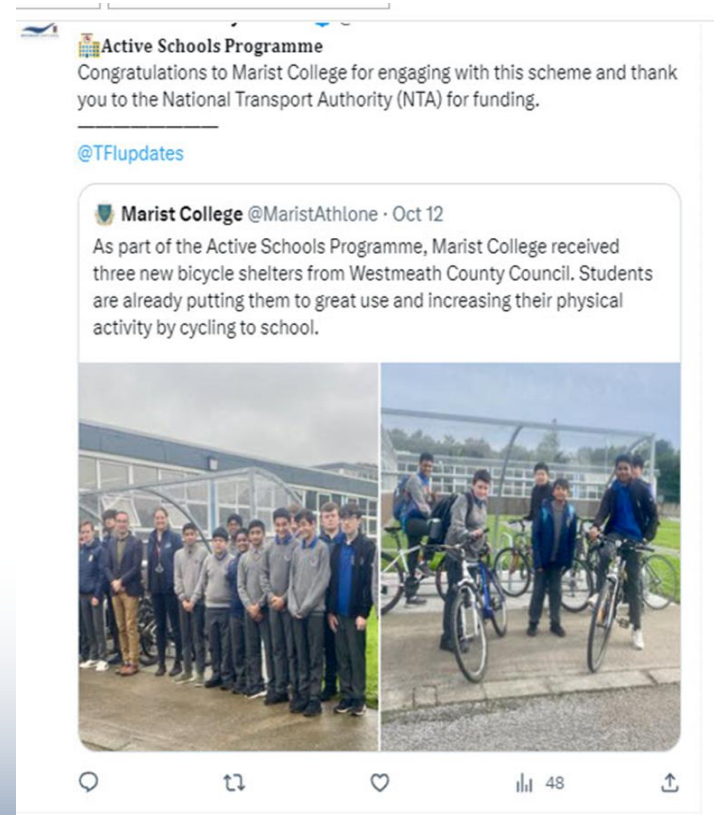 Active Schools Programme
Congratulations to Marist College for engaging with this scheme and thank
you to the National Transport Authority (NTA) for funding.
@TFIupdates
Marist College @MaristAthlone · Oct 12
As part of the Active Schools Programme, Marist College received
three new bicycle shelters from Westmeath County Council. Students
are already putting them to great use and increasing their physical
activity by cycling to school.
48